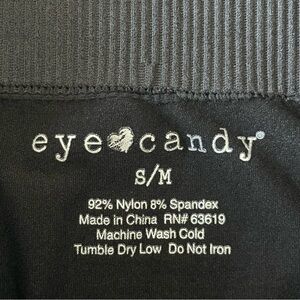 eye candy®
S/M
92% Nylon 8% Spandex
Made in China RN# 63619
Machine Wash Cold
Tumble Dry Low Do Not Iron